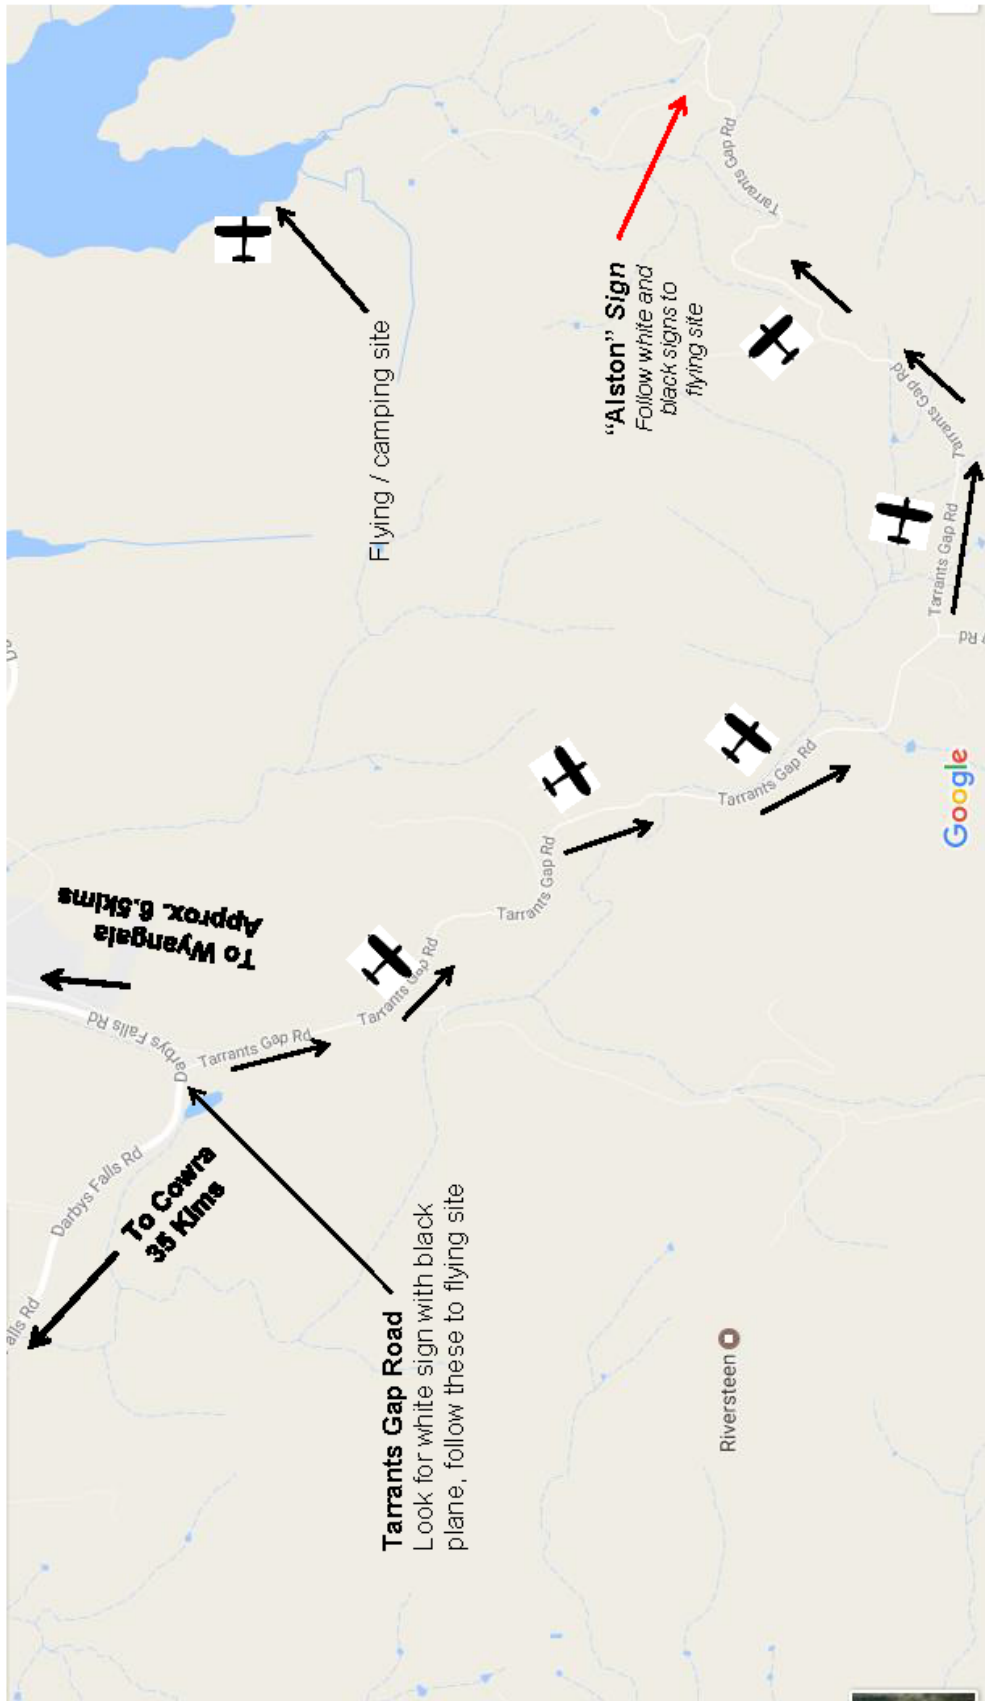 alls Rd
Darbys Falls Rd
To Cowra
35 Klms
Darbys Falls Rd
To Wyangala
Approx. 6.5klms
Tarrants Gap Road
Look for white sign with black
plane, follow these to flying site
Tarrants Gap Rd
Tarrants Gap Rd
Tarrants Gap Rd
Tarrants Gap Rd
Tarrants Gap Rd
Tarrants Gap Rd
Tarrants Gap Rd
Flying / camping site
"Alston" Sign
Follow white and
black signs to
flying site
Riversteen
Google
Rd